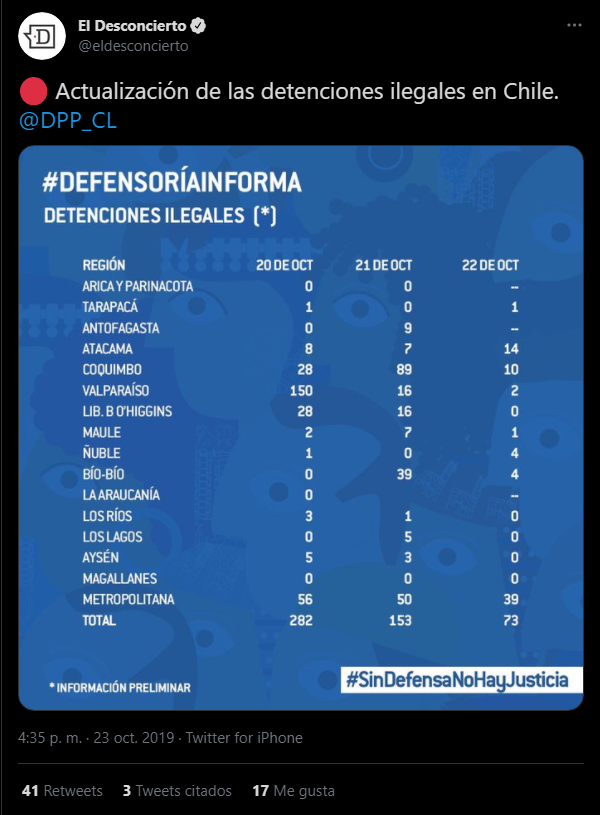 El Desconcierto
@eldesconcierto
Actualización de las detenciones ilegales en Chile.
@DPP_CL
#DEFENSORÍAINFORMA
DETENCIONES ILEGALES (*)
REGIÓN 20 DE OCT 21 DE OCT 22 DE OCT
ARICA Y PARINACOTA 0 0 --
TARAPACÁ 1 0 1
ANTOFAGASTA 0 9 --
ATACAMA 8 7 14
COQUIMBO 28 89 10
VALPARAÍSO 150 16 2
LIB. B O'HIGGINS 28 16 0
MAULE 2 7 1
ÑUBLE 1 0 4
BÍO-BÍO 0 39 4
LA ARAUCANÍA 0 --
LOS RÍOS 3 1 0
LOS LAGOS 0 5 0
AYSÉN 5 3 0
MAGALLANES 0 0 0
METROPOLITANA 56 50 39
TOTAL 282 153 73
* INFORMACIÓN PRELIMINAR
#SinDefensaNoHayJusticia
4:35 p. m. · 23 oct. 2019 · Twitter for iPhone
41 Retweets 3 Tweets citados 17 Me gusta